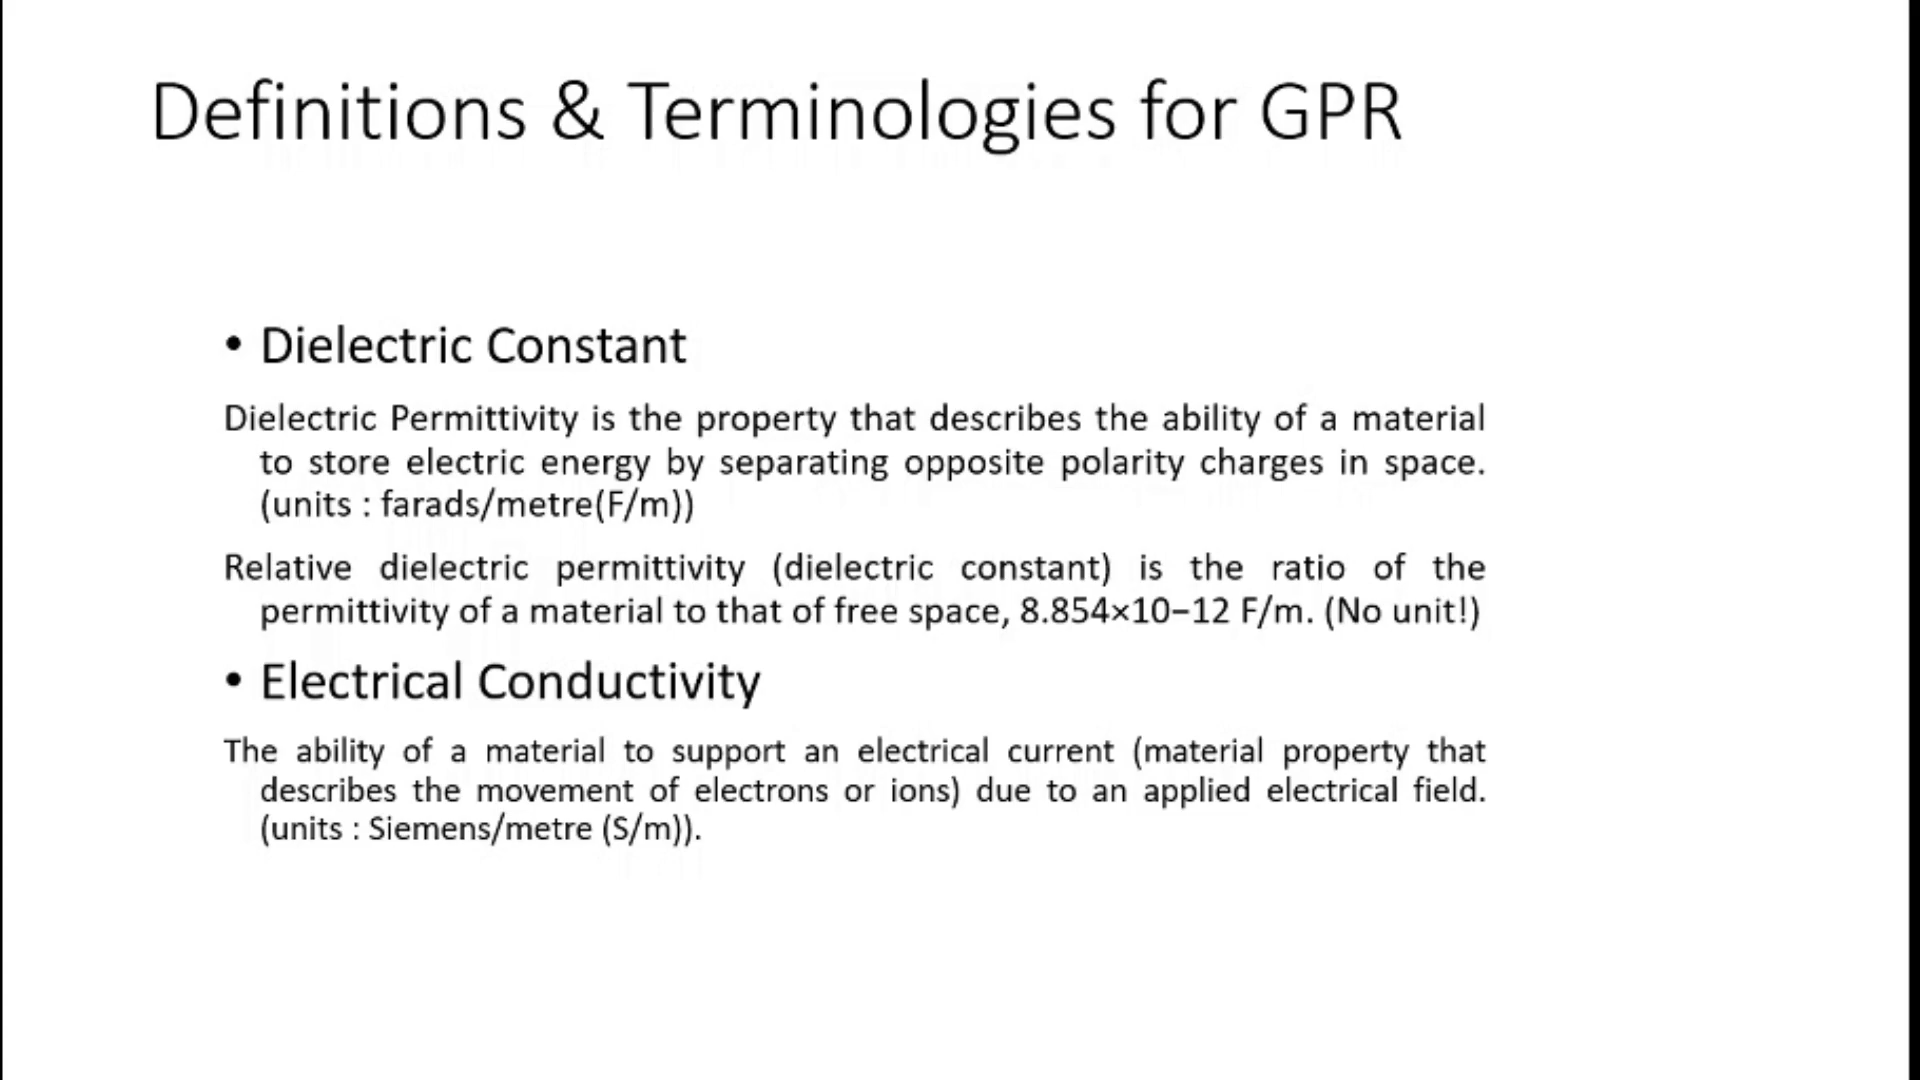 Definitions & Terminologies for GPR
• Dielectric Constant
Dielectric Permittivity is the property that describes the ability of a material
to store electric energy by separating opposite polarity charges in space.
(units : farads/metre(F/m))
Relative dielectric permittivity (dielectric constant) is the ratio of the
permittivity of a material to that of free space, 8.854×10−12 F/m. (No unit!)
• Electrical Conductivity
The ability of a material to support an electrical current (material property that
describes the movement of electrons or ions) due to an applied electrical field.
(units : Siemens/metre (S/m)).